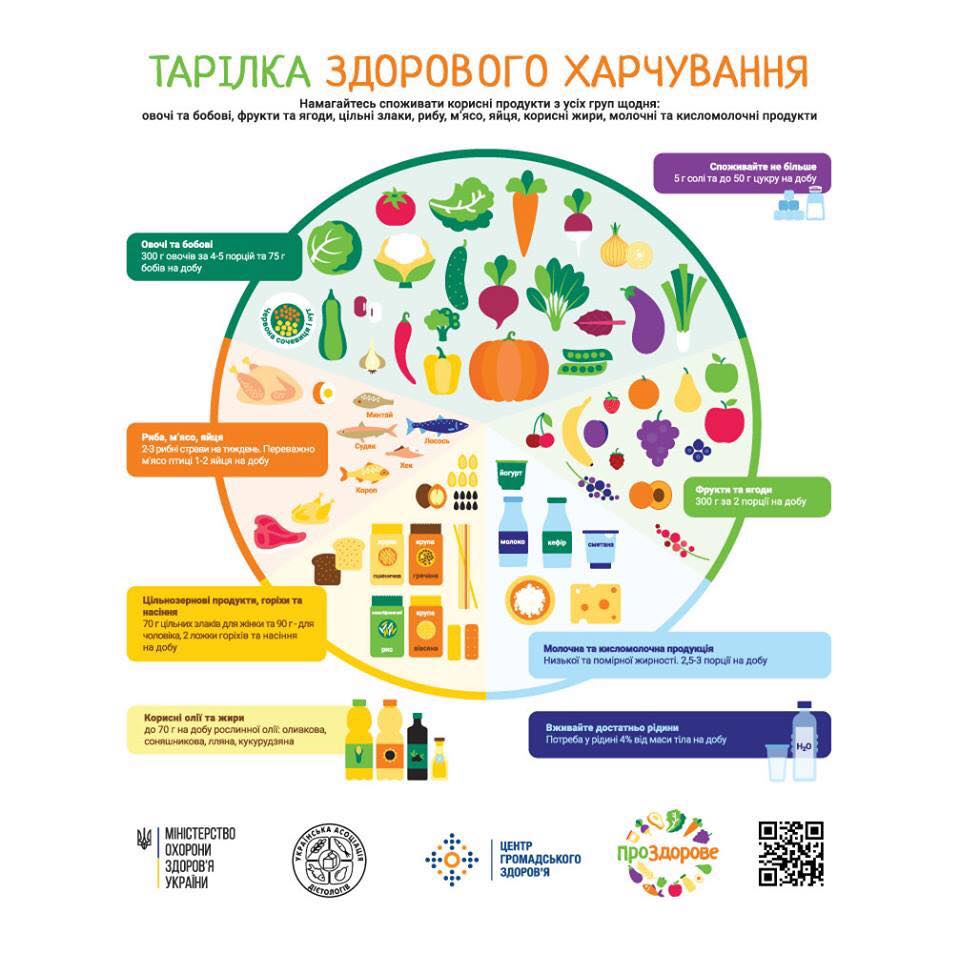 ТАРІЛКА ЗДОРОВОГО ХАРЧУВАННЯ
Намагайтесь споживати корисні продукти з усіх груп щодня:
овочі та бобові, фрукти та ягоди, цільні злаки, рибу, м'ясо, яйця, корисні жири, молочні та кисломолочні продукти
Споживайте не більше
5 г солі та до 50 г цукру на добу
Овочі та бобові
300 г овочів за 4-5 порцій та 75 г
бобів на добу
Червона сочевиця і нут
Риба, м'ясо, яйця
2-3 рибні страви на тиждень. Переважно
м'ясо птиці 1-2 яйця на добу
Минтай
Судак
Лосось
Хек
Короп
Фрукти та ягоди
300 г за 2 порції на добу
йогурт
молоко
кефір
сметана
крупа
пшенична
крупа
гречана
рис
крупа
вівсяна
Цільнозернові продукти, горіхи та
насіння
70 г цільних злаків для жінки та 90 г - для
чоловіка, 2 ложки горіхів та насіння
на добу
Молочна та кисломолочна продукція
Низької та помірної жирності. 2,5-3 порції на добу
Корисні олії та жири
до 70 г на добу рослинної олії: оливкова,
соняшникова, лляна, кукурудзяна
Вживайте достатньо рідини
Потреба у рідині 4% від маси тіла на добу
H₂O
МІНІСТЕРСТВО
ОХОРОНИ
ЗДОРОВ'Я
УКРАЇНИ
УКРАЇНСЬКА АСОЦІАЦІЯ
ДІЄТОЛОГІВ
ЦЕНТР
ГРОМАДСЬКОГО
ЗДОРОВ'Я
ПроЗдорове